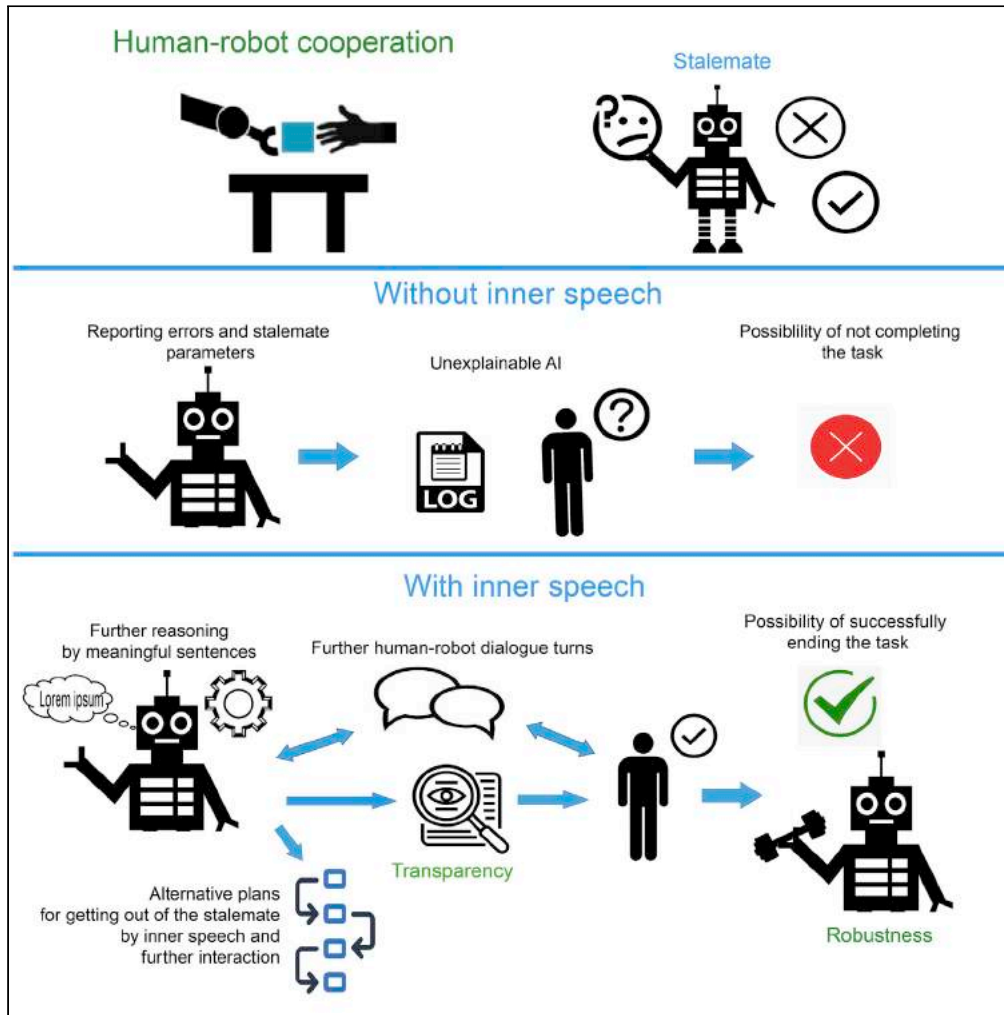 Human-robot cooperation
Stalemate
Without inner speech
Reporting errors and stalemate
parameters
Unexplainable AI
LOG
Possiblility of not completing
the task
With inner speech
Further reasoning
by meaningful sentences
Lorem ipsum
Further human-robot dialogue turns
Possibility of successfully
ending the task
Transparency
Alternative plans
for getting out of the stalemate
by inner speech and
further interaction
Robustness